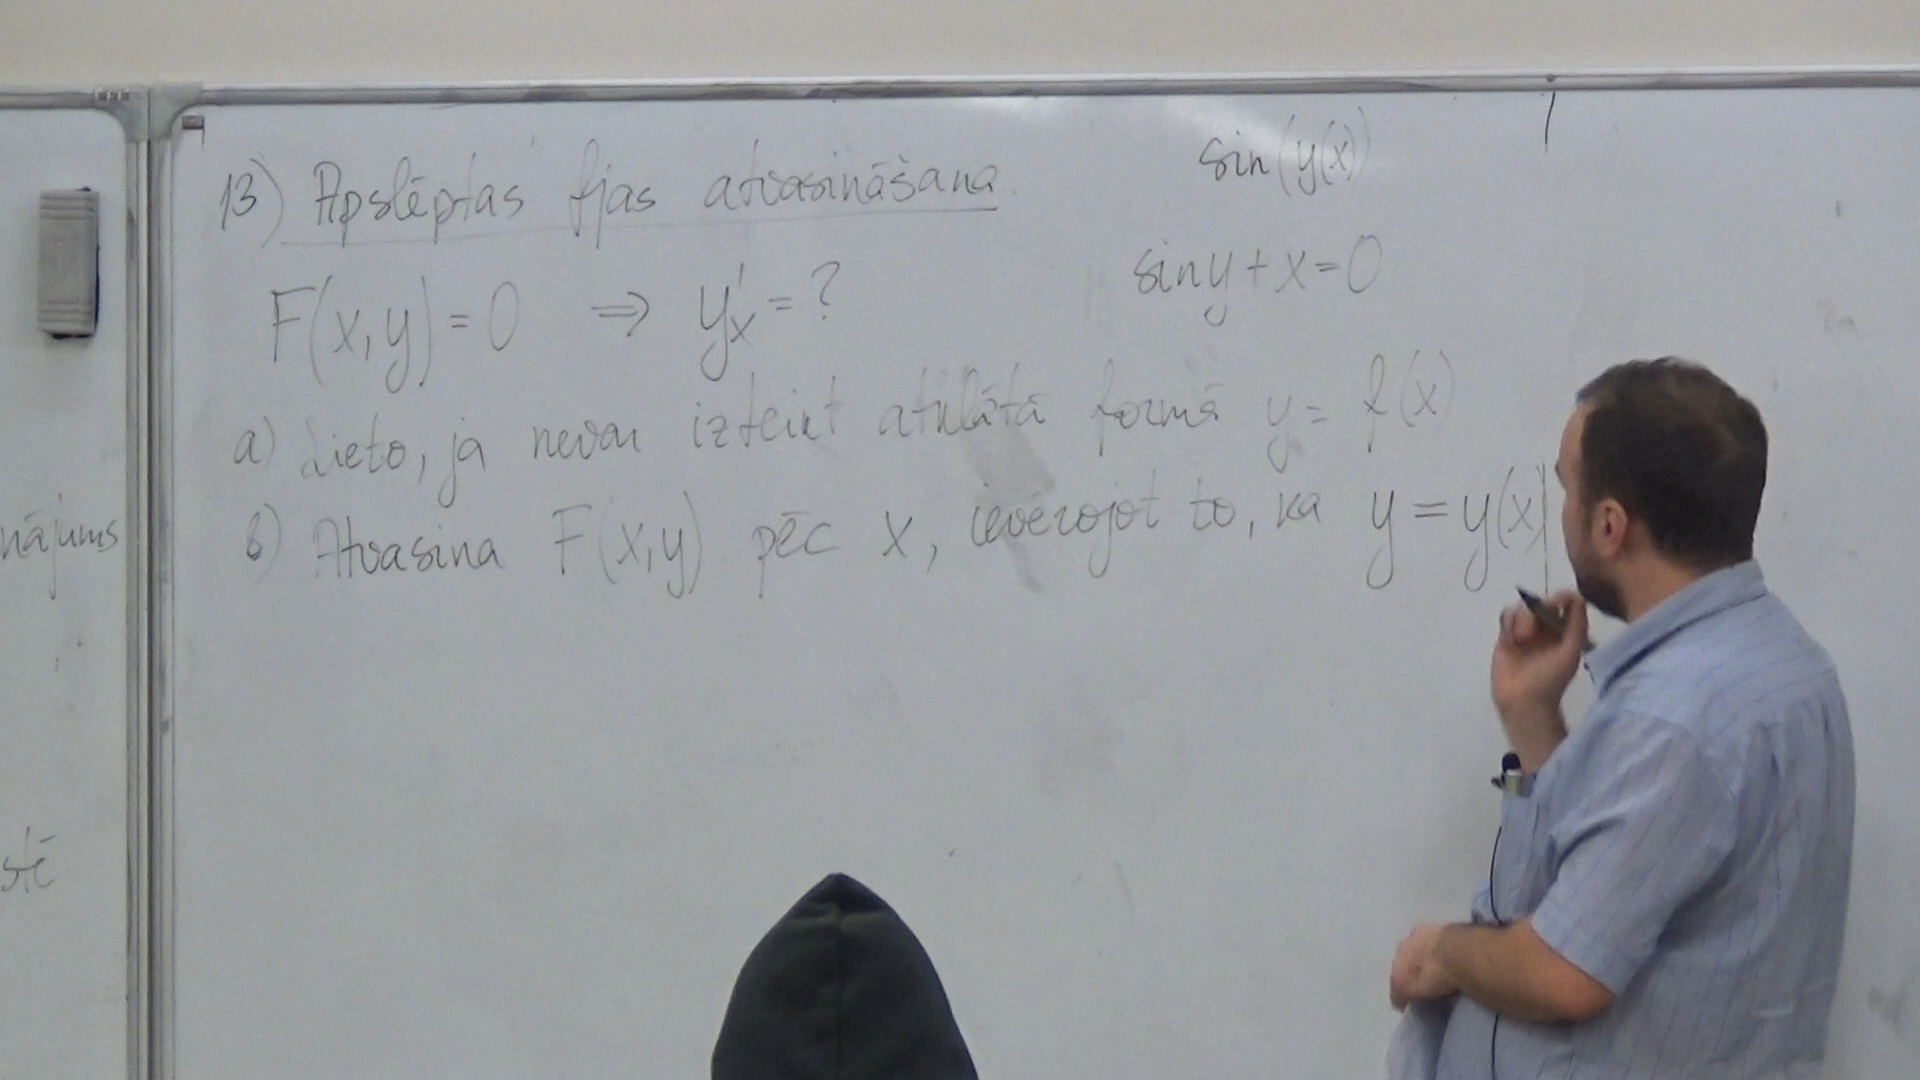 13) Apslēptas fjas atvasināšana.
sin(y(x)
F(x,y) = 0 ⇒ y'ₓ = ?
sin y + x = 0
a) Lieto, ja nevar izteikt atklātā formā y = f(x)
b) Atvasina F(x,y) pēc x, ievērojot to, ka y = y(x)
nājums
stē